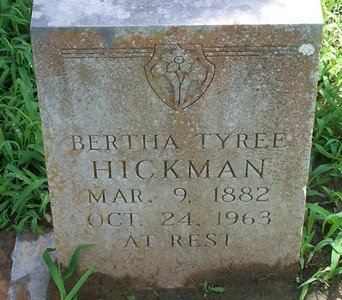 BERTHA TYREE
HICKMAN
MAR. 9, 1882
OCT. 24, 1963
AT REST